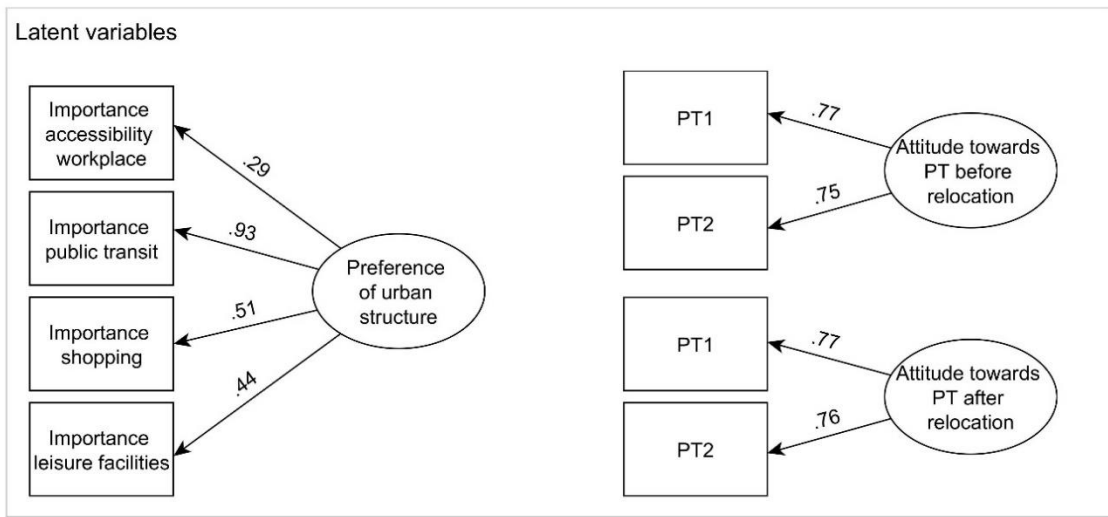 Latent variables
Importance
accessibility
workplace
.29
Importance
public transit
.93
Importance
shopping
.51
Importance
leisure facilities
.44
Preference
of urban
structure
PT1
.77
PT2
.75
Attitude towards
PT before
relocation
PT1
.77
PT2
.76
Attitude towards
PT after
relocation